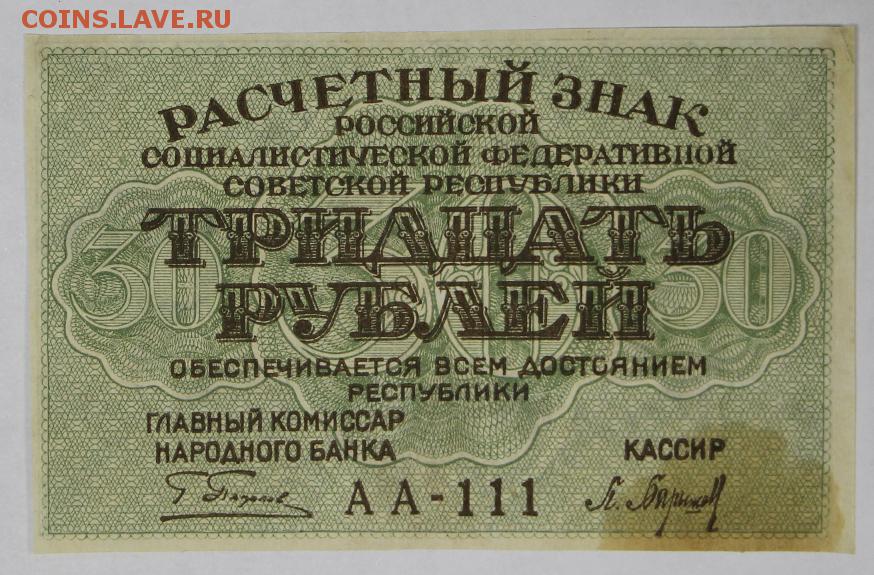 COINS.LAVE.RU
РАСЧЕТНЫЙ ЗНАК
РОССИЙСКОЙ
СОЦИАЛИСТИЧЕСКОЙ ФЕДЕРАТИВНОЙ
СОВЕТСКОЙ РЕСПУБЛИКИ
30 ТРИДЦАТЬ 30
РУБЛЕЙ
ОБЕСПЕЧИВАЕТСЯ ВСЕМ ДОСТОЯНИЕМ
РЕСПУБЛИКИ
ГЛАВНЫЙ КОМИССАР
НАРОДНОГО БАНКА КАССИР
АА-111